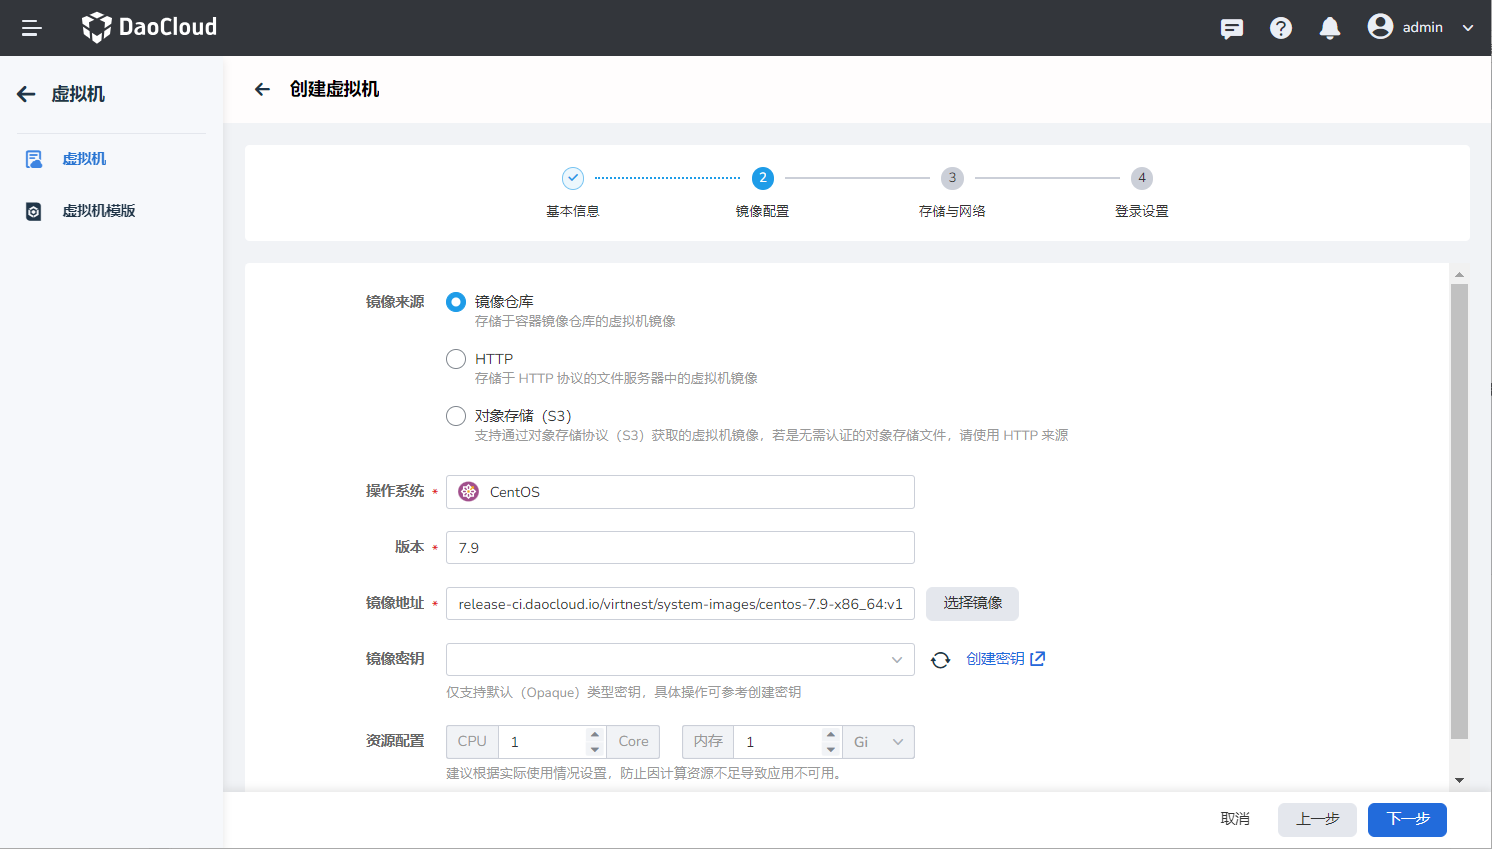 DaoCloud
admin
虚拟机
创建虚拟机
虚拟机
虚拟机模版
2
3
4
基本信息
镜像配置
存储与网络
登录设置
镜像来源
镜像仓库
存储于容器镜像仓库的虚拟机镜像
HTTP
存储于 HTTP 协议的文件服务器中的虚拟机镜像
对象存储（S3）
支持通过对象存储协议（S3）获取的虚拟机镜像，若是无需认证的对象存储文件，请使用 HTTP 来源
操作系统 * CentOS
版本 * 7.9
镜像地址 * release-ci.daocloud.io/virtnest/system-images/centos-7.9-x86_64:v1 选择镜像
镜像密钥 创建密钥
仅支持默认（Opaque）类型密钥，具体操作可参考创建密钥
资源配置 CPU 1 Core 内存 1 Gi
建议根据实际使用情况设置，防止因计算资源不足导致应用不可用。
取消 上一步 下一步